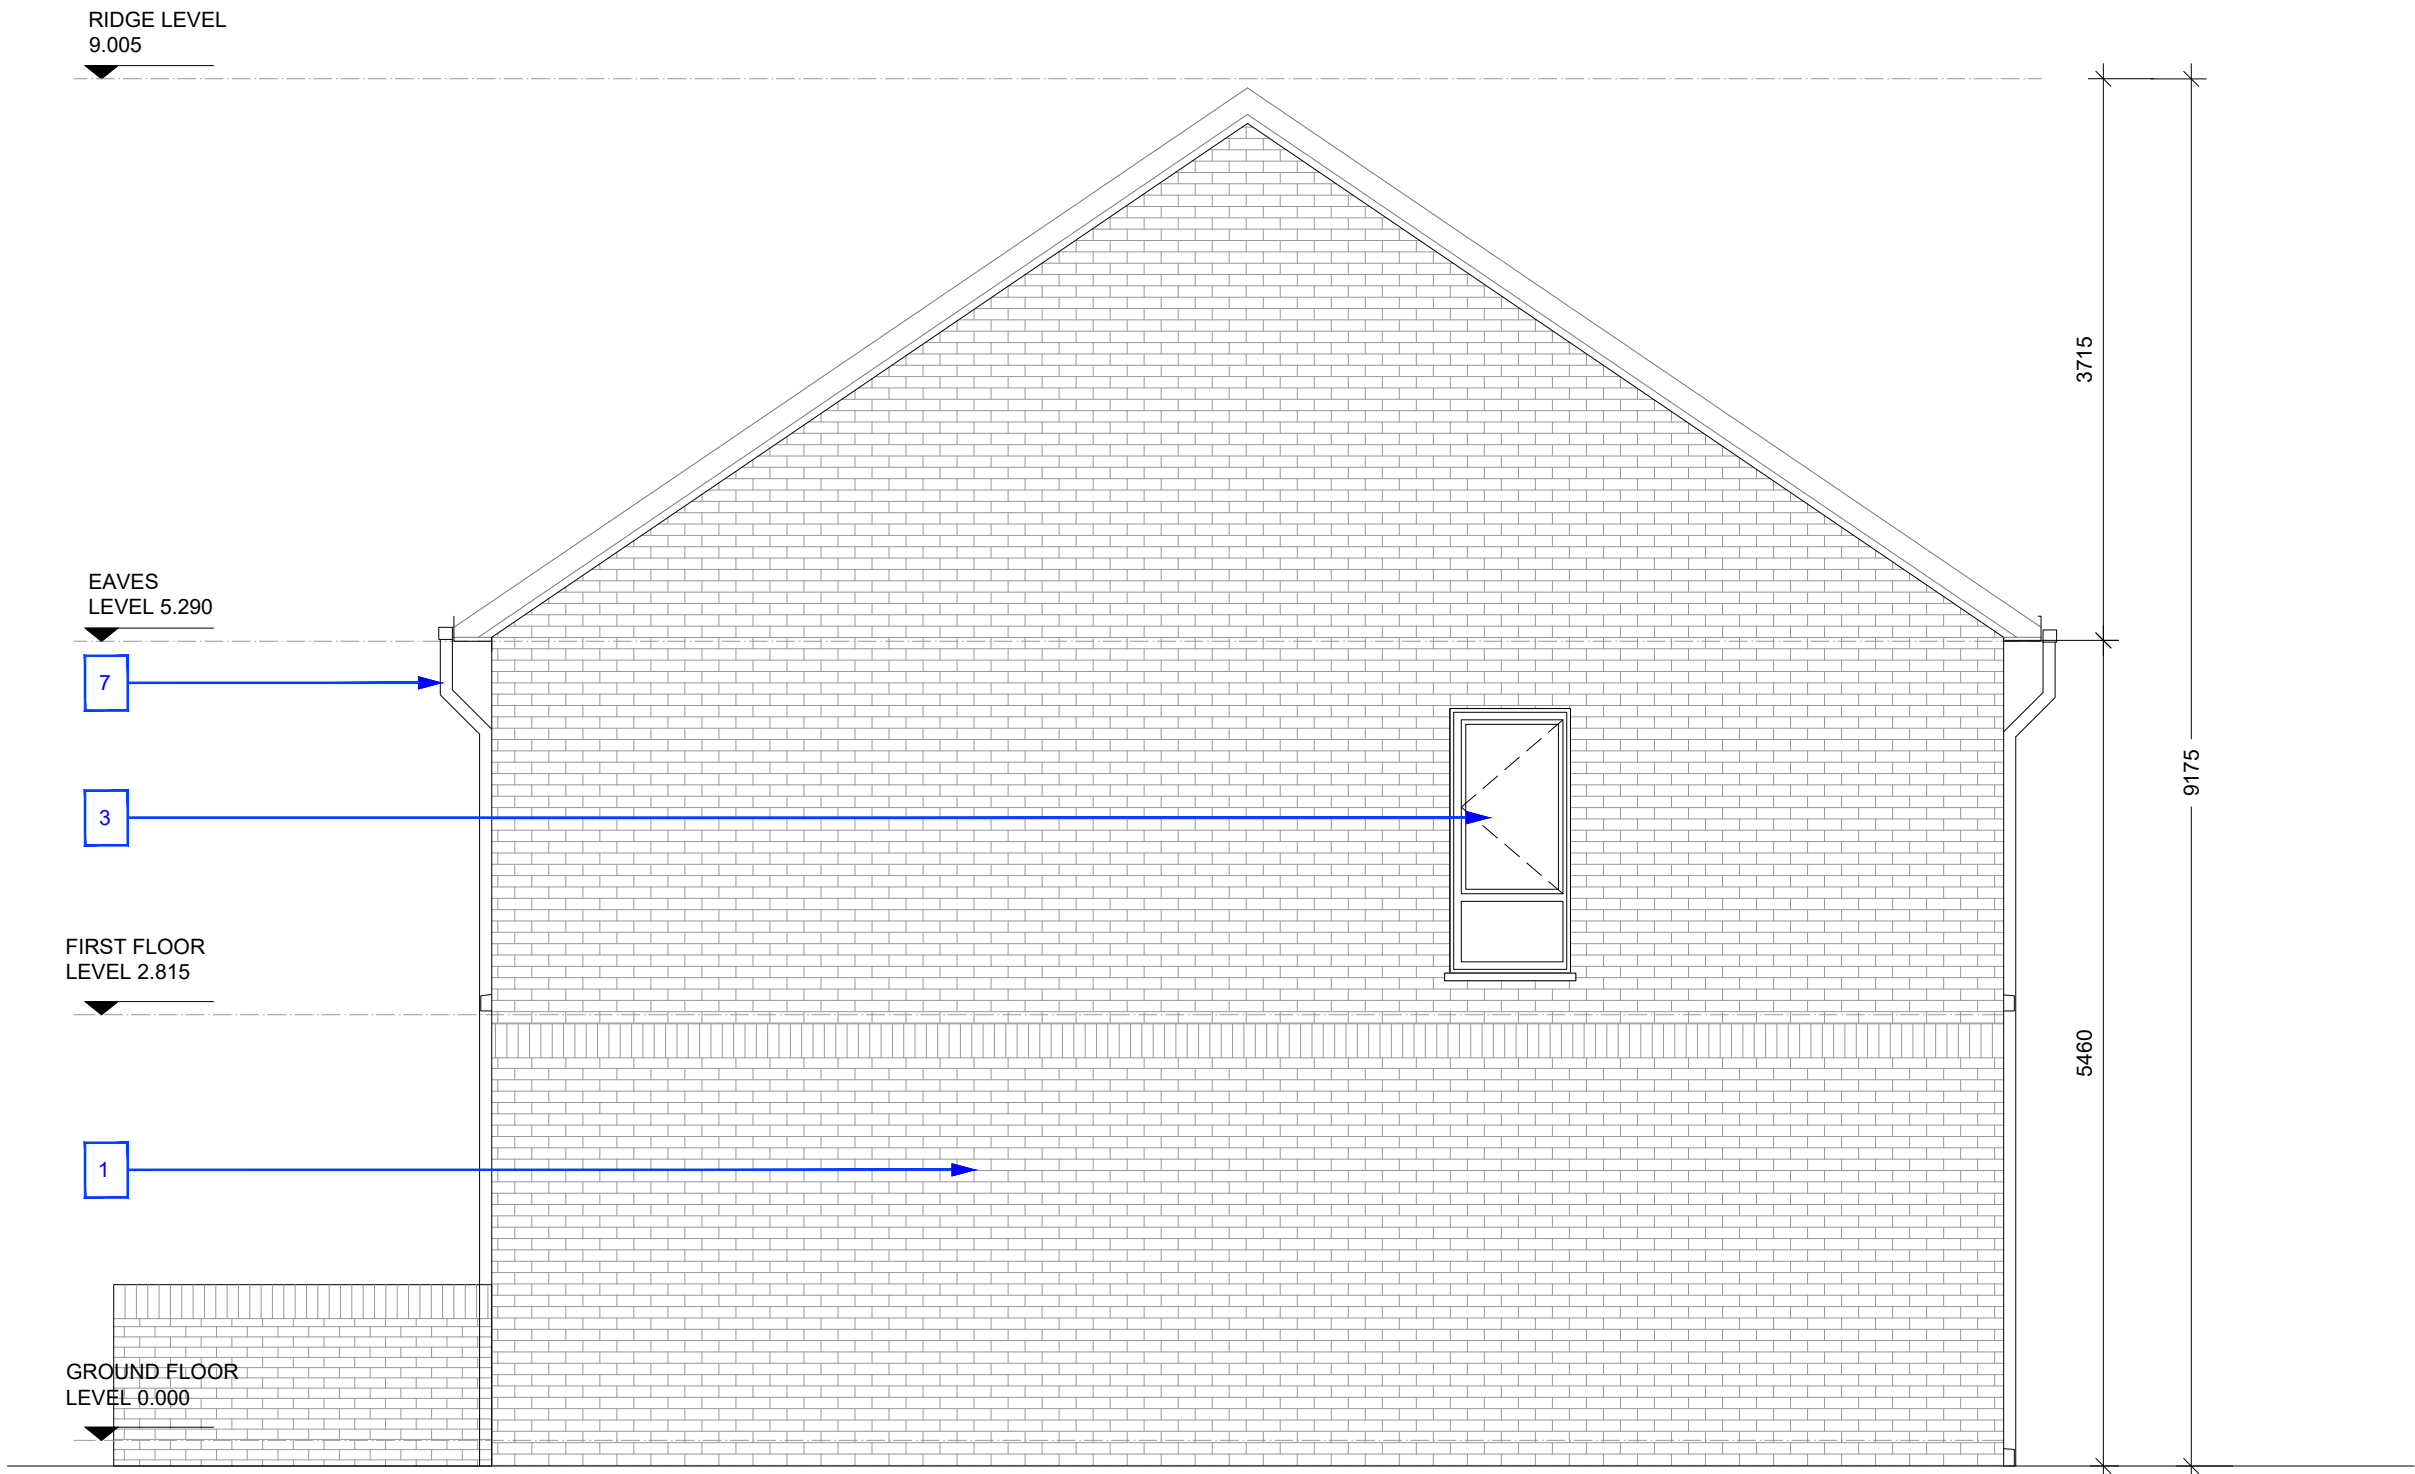 RIDGE LEVEL
9.005
3715
EAVES
LEVEL 5.290
7
9175
3
FIRST FLOOR
LEVEL 2.815
5460
1
GROUND FLOOR
LEVEL 0.000